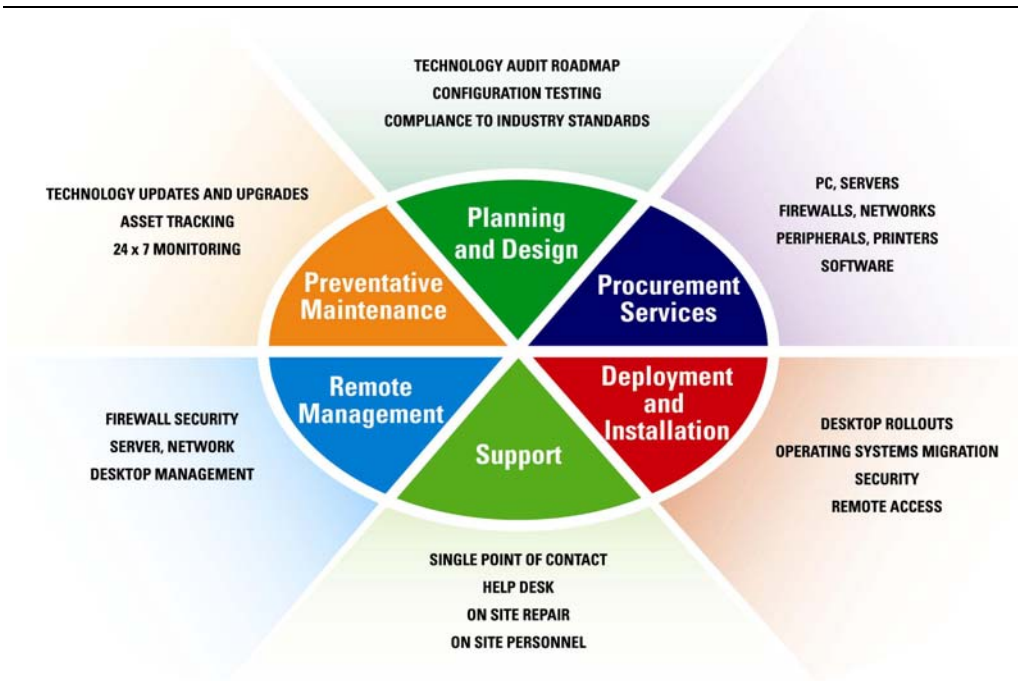 TECHNOLOGY AUDIT ROADMAP
CONFIGURATION TESTING
COMPLIANCE TO INDUSTRY STANDARDS
Planning
and Design
PC, SERVERS
FIREWALLS, NETWORKS
PERIPHERALS, PRINTERS
SOFTWARE
Procurement
Services
Deployment
and
Installation
DESKTOP ROLLOUTS
OPERATING SYSTEMS MIGRATION
SECURITY
REMOTE ACCESS
Support
SINGLE POINT OF CONTACT
HELP DESK
ON SITE REPAIR
ON SITE PERSONNEL
Remote
Management
FIREWALL SECURITY
SERVER, NETWORK
DESKTOP MANAGEMENT
Preventative
Maintenance
TECHNOLOGY UPDATES AND UPGRADES
ASSET TRACKING
24 x 7 MONITORING